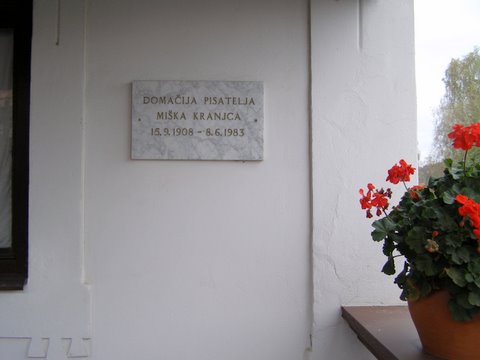 DOMAČIJA PISATELJA
MIŠKA KRANJCA
15.9.1908 – 8.6.1983